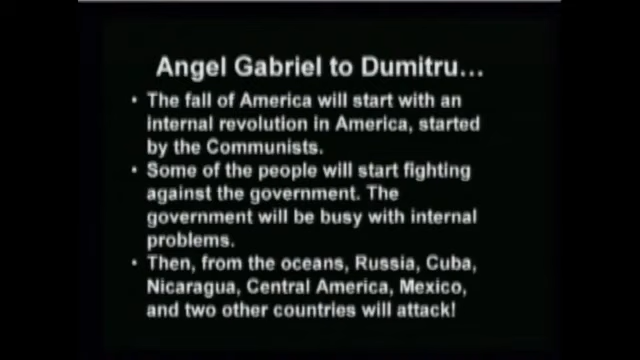 Angel Gabriel to Dumitru...
• The fall of America will start with an
internal revolution in America, started
by the Communists.
• Some of the people will start fighting
against the government. The
government will be busy with internal
problems.
• Then, from the oceans, Russia, Cuba,
Nicaragua, Central America, Mexico,
and two other countries will attack!